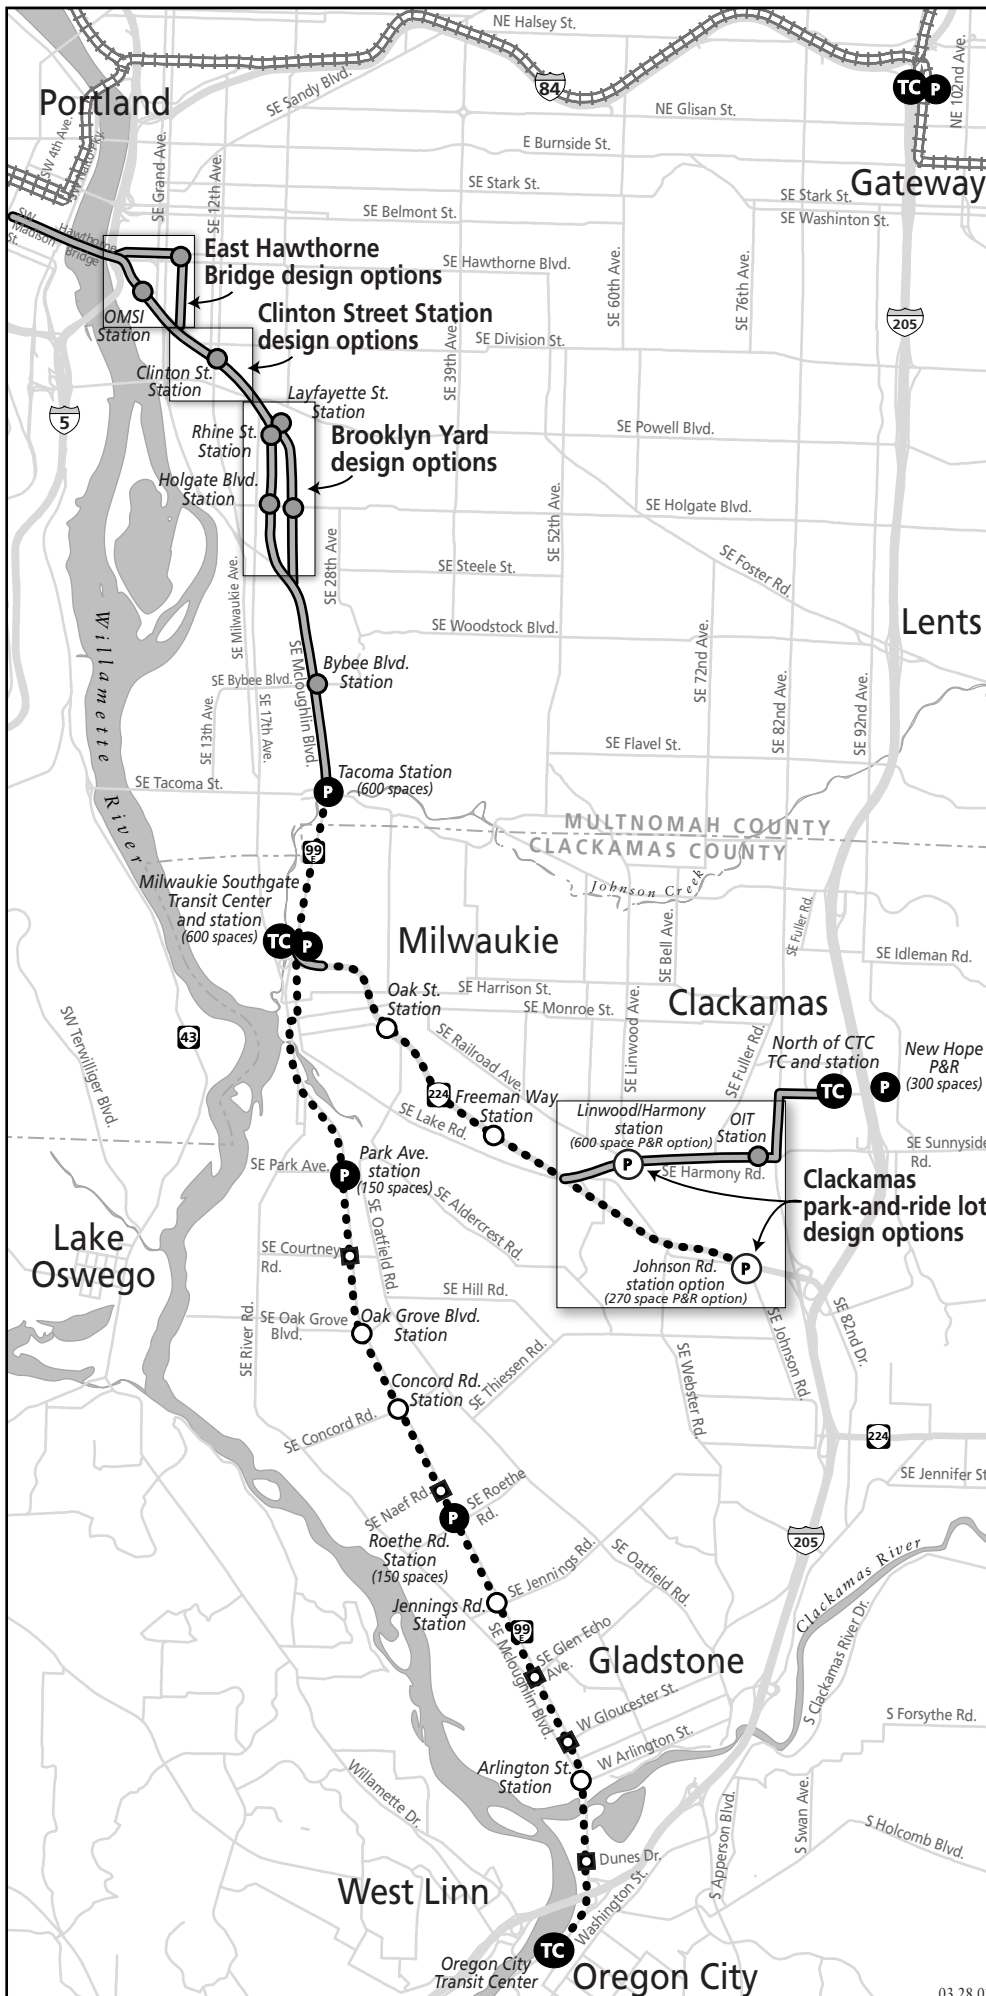 NE Halsey St.
84
TC
P
NE 102nd Ave.
SE Sandy Blvd.
Portland
NE Glisan St.
SW 4th Ave.
SW Naito Pky.
SE Grand Ave.
SE 12th Ave.
E Burnside St.
SE Stark St.
Gateway
SE Stark St.
SE Belmont St.
SE Washinton St.
SW
Madison
St.
Hawthorne
Bridge
East Hawthorne
Bridge design options
SE Hawthorne Blvd.
SE 60th Ave.
SE 76th Ave.
205
OMSI
Station
Clinton Street Station
design options
SE 39th Ave.
SE Division St.
Clinton St.
Station
Layfayette St.
Station
5
Rhine St.
Station
Brooklyn Yard
design options
SE Powell Blvd.
Holgate Blvd.
Station
SE 52th Ave.
SE Holgate Blvd.
SE Milwaukie Ave.
SE 28th Ave
SE Steele St.
SE Foster Rd.
Willamette River
SE Woodstock Blvd.
Lents
SE 72nd Ave.
SE Bybee Blvd.
Bybee Blvd.
Station
SE Mcloughlin Blvd.
SE 13th Ave.
SE 17th Ave.
SE 82nd Ave.
SE 92nd Ave.
SE Flavel St.
SE Tacoma St.
P
Tacoma Station
(600 spaces)
MULTNOMAH COUNTY
CLACKAMAS COUNTY
99
E
Johnson Creek
Milwaukie Southgate
Transit Center
and station
(600 spaces)
TC
P
Milwaukie
SE Bell Ave.
SE Fuller Rd.
SE Idleman Rd.
SE Harrison St.
Oak St.
Station
SE Monroe St.
Clackamas
SW Terwilliger Blvd.
43
SE Railroad Ave.
SE Linwood Ave.
SE Fuller Rd.
North of CTC
TC and station
TC
P
New Hope
P&R
(300 spaces)
224
Freeman Way
Station
SE Lake Rd.
Linwood/Harmony
station
(600 space P&R option)
P
OIT
Station
SE Harmony Rd.
SE Sunnyside
Rd.
SE Park Ave.
P
Park Ave.
station
(150 spaces)
SE Aldercrest Rd.
SE Oatfield Rd.
Clackamas
park-and-ride lot
design options
Lake
Oswego
SE Courtney
Rd.
P
Johnson Rd.
station option
(270 space P&R option)
SE Hill Rd.
SE River Rd.
SE Oak Grove
Blvd.
Oak Grove Blvd.
Station
SE Thiessen Rd.
SE Webster Rd.
SE Johnson Rd.
SE 82nd Dr.
Concord Rd.
Station
SE Concord Rd.
224
SE Jennifer St
SE Naef Rd.
SE Roethe
Rd.
P
Roethe Rd.
Station
(150 spaces)
205
SE Jennings Rd.
SE Oatfield Rd.
Clackamas River
Jennings Rd.
Station
99
E
SE Mcloughlin Blvd.
SE Glen Echo
Ave.
Gladstone
S Clackamas River Dr.
W Gloucester St.
S Forsythe Rd.
W Arlington St.
Arlington St.
Station
Willamette Dr.
S Apperson Blvd.
S Swan Ave.
S Holcomb Blvd.
Dunes Dr.
West Linn
Washington St.
TC
Oregon City
Transit Center
Oregon City